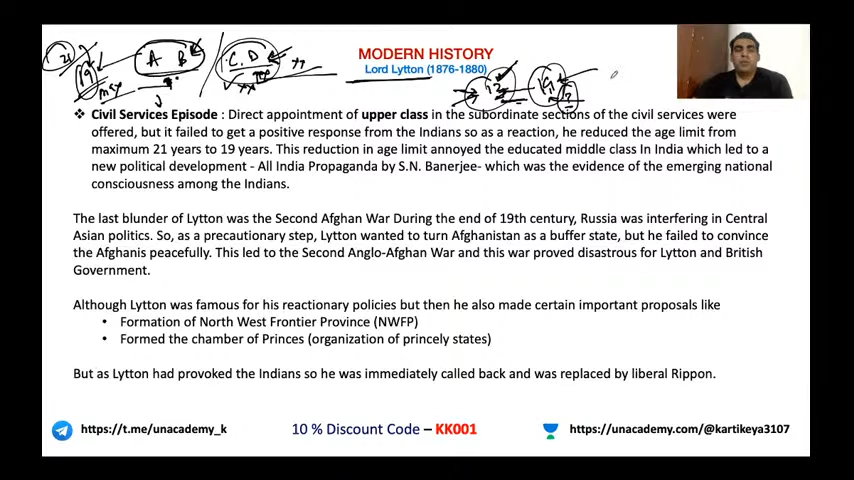 21
19
A B
C.D
MODERN HISTORY
Lord Lytton (1876-1880)
19
❖ Civil Services Episode : Direct appointment of upper class in the subordinate sections of the civil services were
offered, but it failed to get a positive response from the Indians so as a reaction, he reduced the age limit from
maximum 21 years to 19 years. This reduction in age limit annoyed the educated middle class In India which led to
a new political development - All India Propaganda by S.N. Banerjee- which was the evidence of the emerging national
consciousness among the Indians.
The last blunder of Lytton was the Second Afghan War During the end of 19th century, Russia was interfering in Central
Asian politics. So, as a precautionary step, Lytton wanted to turn Afghanistan as a buffer state, but he failed to convince
the Afghanis peacefully. This led to the Second Anglo-Afghan War and this war proved disastrous for Lytton and British
Government.
Although Lytton was famous for his reactionary policies but then he also made certain important proposals like
• Formation of North West Frontier Province (NWFP)
• Formed the chamber of Princes (organization of princely states)
But as Lytton had provoked the Indians so he was immediately called back and was replaced by liberal Rippon.
https://t.me/unacademy_k
10 % Discount Code – KK001
https://unacademy.com/@kartikeya3107